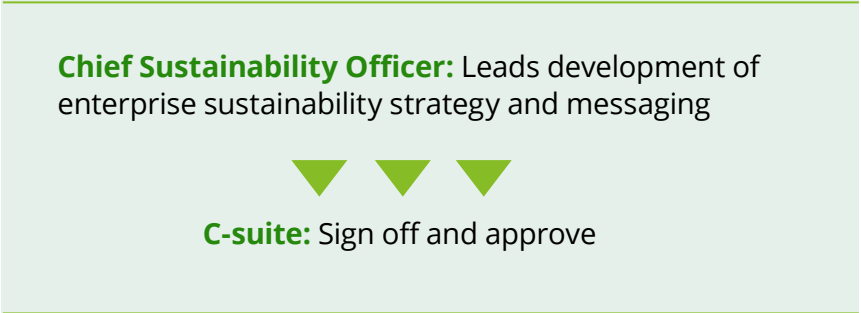 Chief Sustainability Officer: Leads development of
enterprise sustainability strategy and messaging
C-suite: Sign off and approve